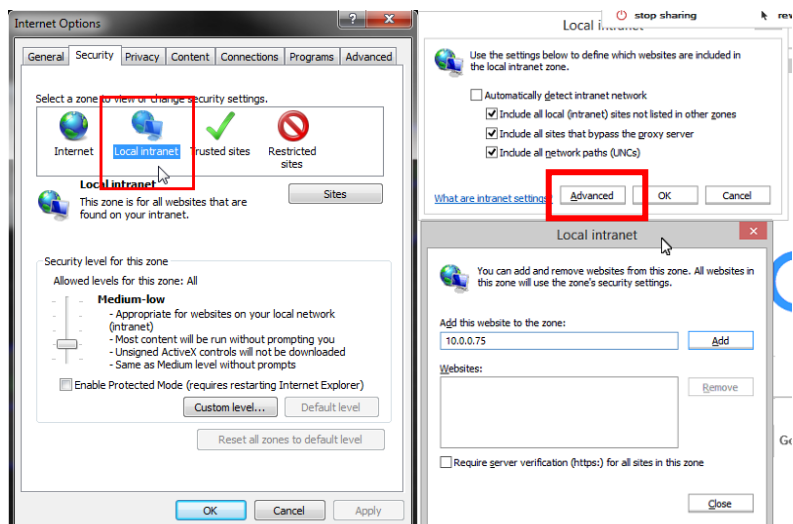 Internet Options
General Security Privacy Content Connections Programs Advanced
Select a zone to view or change security settings.
Internet
Local intranet
Trusted sites
Restricted
sites
Local intranet
This zone is for all websites that are
found on your intranet.
Sites
Security level for this zone
Allowed levels for this zone: All
Medium-low
- Appropriate for websites on your local network
(intranet)
- Most content will be run without prompting you
- Unsigned ActiveX controls will not be downloaded
- Same as Medium level without prompts
Enable Protected Mode (requires restarting Internet Explorer)
Custom level...
Default level
Reset all zones to default level
OK
Cancel
Apply
stop sharing
Local
Use the settings below to define which websites are included in
the local intranet zone.
Automatically detect intranet network
Include all local (intranet) sites not listed in other zones
Include all sites that bypass the proxy server
Include all network paths (UNCs)
What are intranet settings
Advanced
OK
Cancel
Local intranet
You can add and remove websites from this zone. All websites in
this zone will use the zone's security settings.
Add this website to the zone:
10.0.0.75
Add
Websites:
Remove
Require server verification (https:) for all sites in this zone
Close